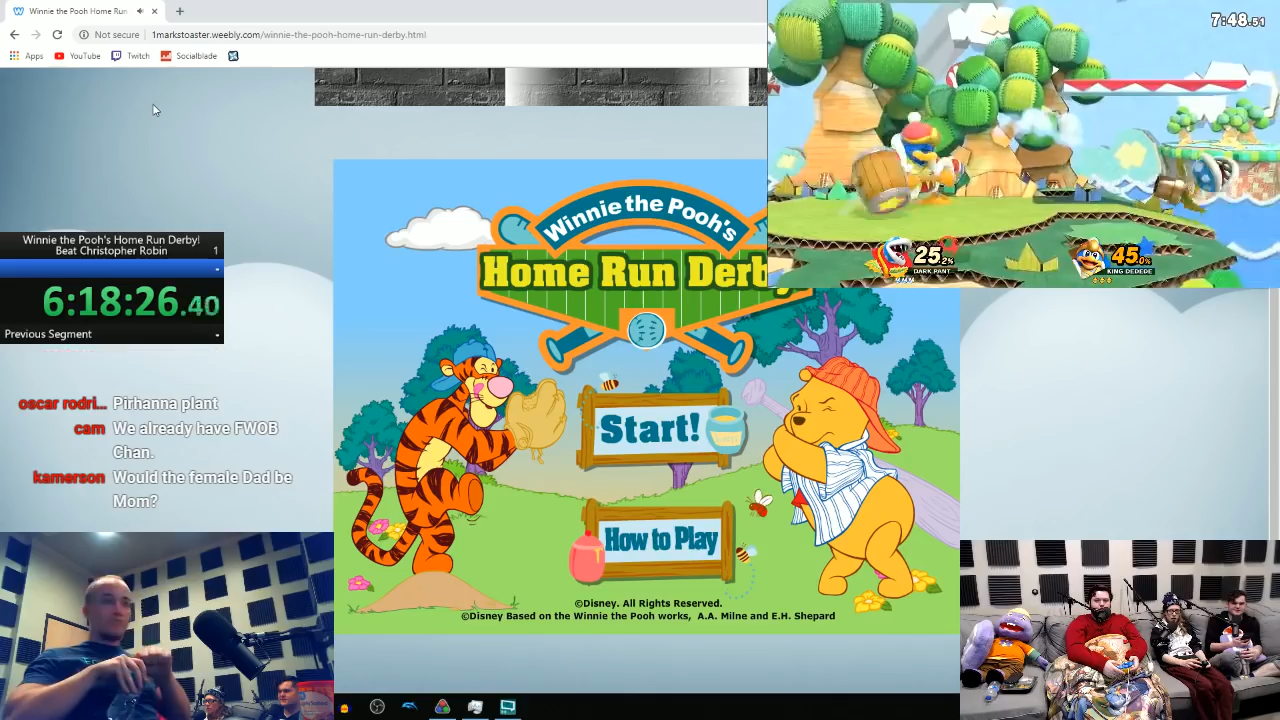 Winnie the Pooh Home Run
Not secure | 1markstoaster.weebly.com/winnie-the-pooh-home-run-derby.html
Apps YouTube Twitch Socialblade
7:48.51
25.2%
DARK.PANT
45.0%
KING DEDEDE
Winnie the Pooh's
Home Run Derby
Winnie the Pooh's Home Run Derby!
Beat Christopher Robin 1
-
6:18:26.40
Previous Segment -
oscar rodri... Pirhanna plant
cam We already have FWOB
Chan.
kamerson Would the female Dad be
Mom?
Start!
How to Play
©Disney. All Rights Reserved.
©Disney Based on the Winnie the Pooh works, A.A. Milne and E.H. Shepard